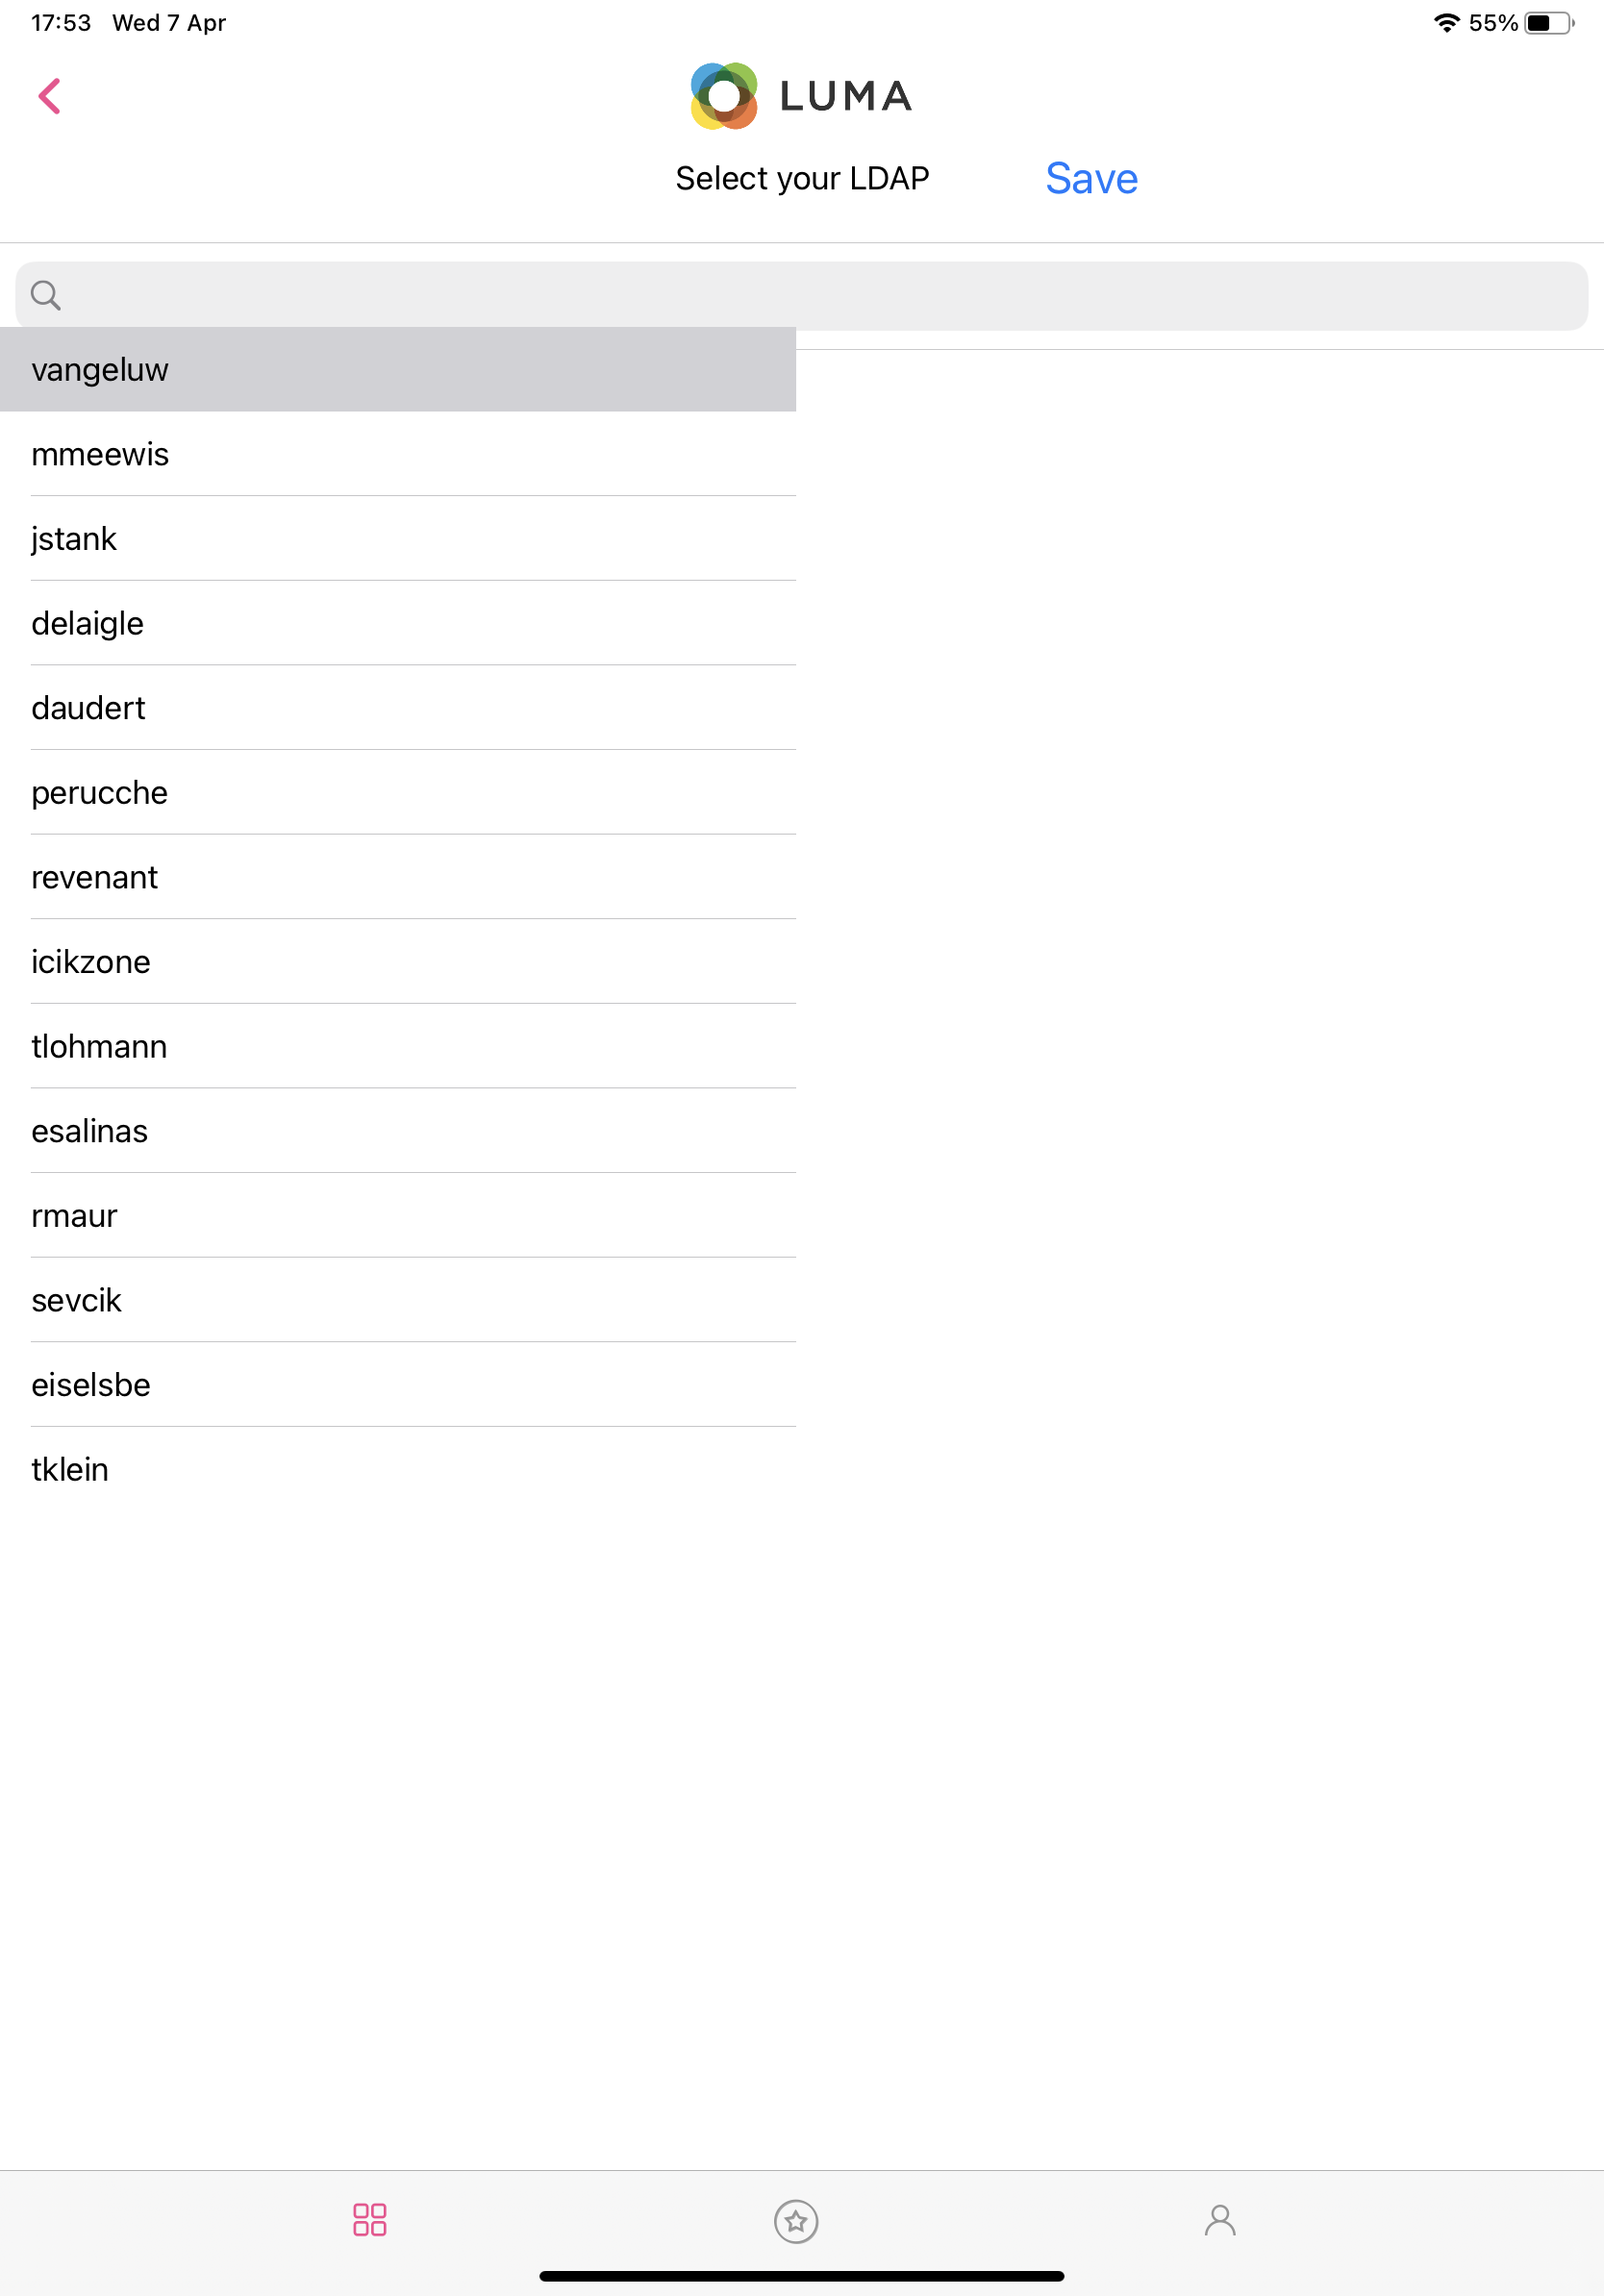 17:53 Wed 7 Apr 55%
LUMA
Select your LDAP Save
vangeluw
mmeewis
jstank
delaigle
daudert
perucche
revenant
icikzone
tlohmann
esalinas
rmaur
sevcik
eiselsbe
tklein